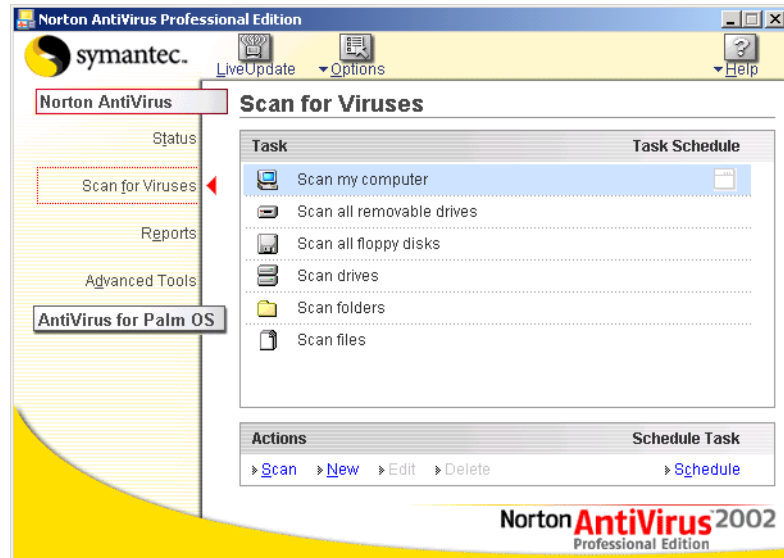 Norton AntiVirus Professional Edition
symantec.
LiveUpdate
Options
Help
Norton AntiVirus
Status
Scan for Viruses
Reports
Advanced Tools
AntiVirus for Palm OS
Scan for Viruses
Task Task Schedule
Scan my computer
Scan all removable drives
Scan all floppy disks
Scan drives
Scan folders
Scan files
Actions Schedule Task
Scan New Edit Delete Schedule
Norton AntiVirus 2002
Professional Edition